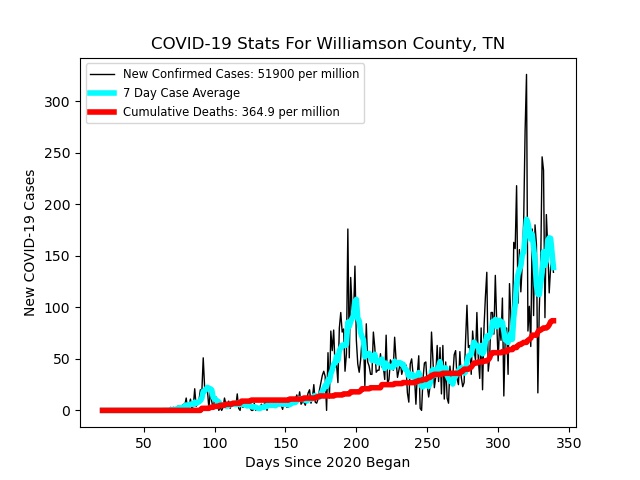 COVID-19 Stats For Williamson County, TN
New Confirmed Cases: 51900 per million
7 Day Case Average
Cumulative Deaths: 364.9 per million
New COVID-19 Cases
300
250
200
150
100
50
0
50 100 150 200 250 300 350
Days Since 2020 Began